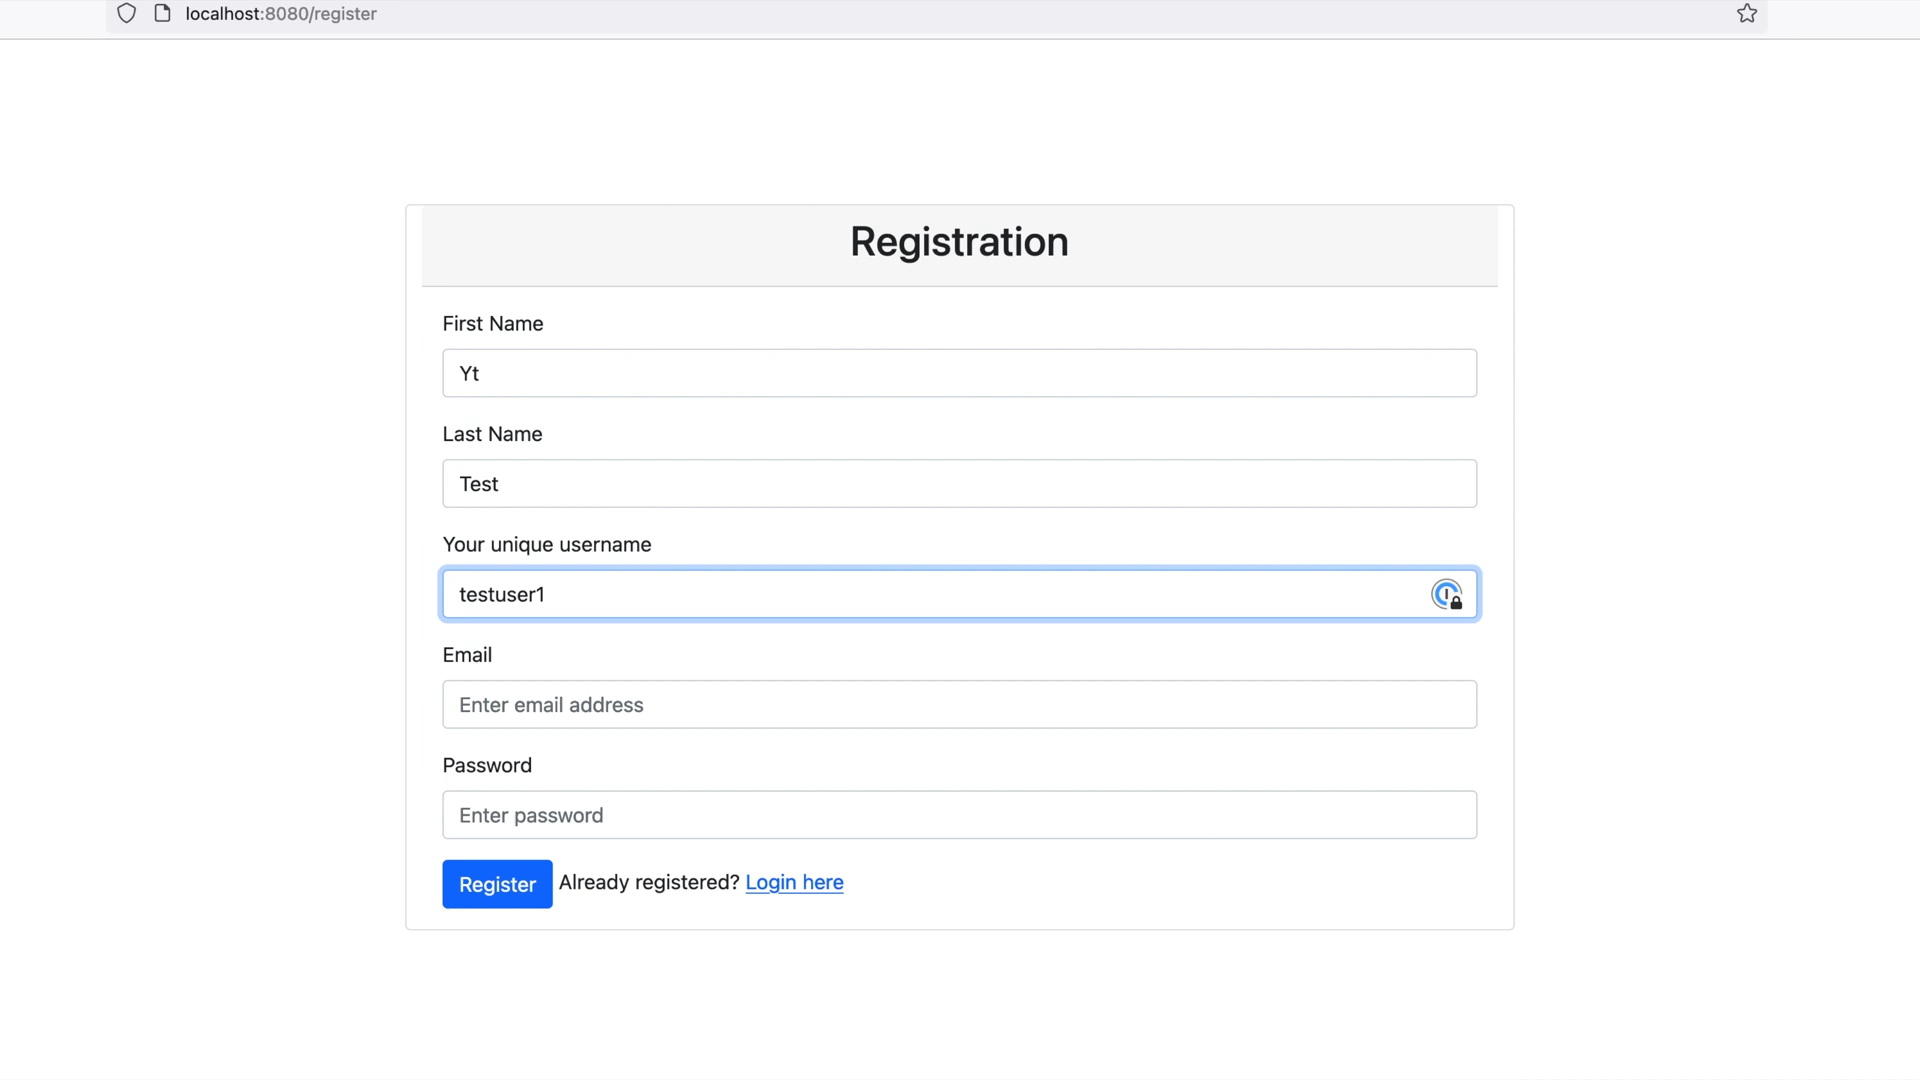 localhost:8080/register
Registration
First Name
Yt
Last Name
Test
Your unique username
testuser1
Email
Enter email address
Password
Enter password
Register Already registered? Login here